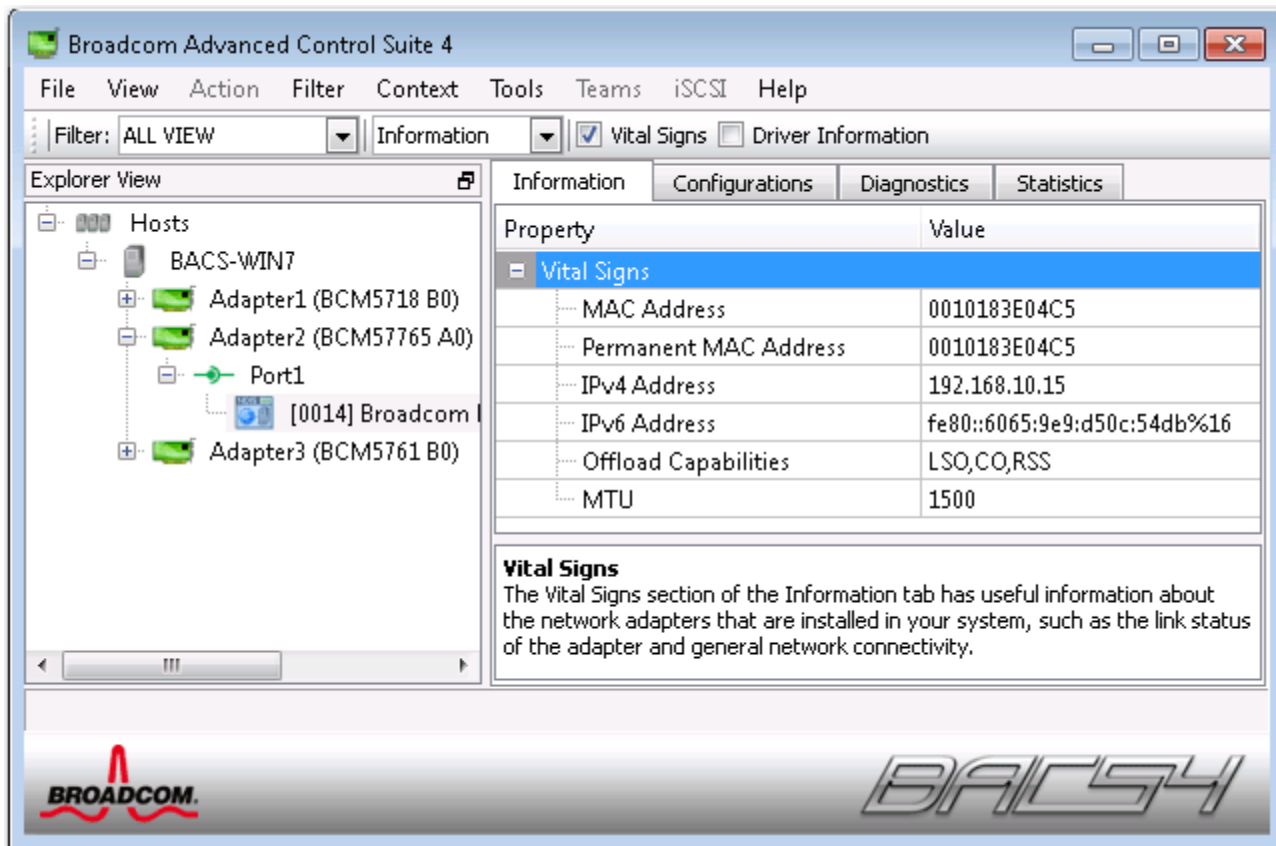 Broadcom Advanced Control Suite 4
File View Action Filter Context Tools Teams iSCSI Help
Filter: ALL VIEW Information Vital Signs Driver Information
Explorer View
Hosts
BACS-WIN7
Adapter1 (BCM5718 B0)
Adapter2 (BCM57765 A0)
Port1
[0014] Broadcom
Adapter3 (BCM5761 B0)
Information Configurations Diagnostics Statistics
Property Value
Vital Signs
MAC Address 0010183E04C5
Permanent MAC Address 0010183E04C5
IPv4 Address 192.168.10.15
IPv6 Address fe80::6065:9e9:d50c:54db%16
Offload Capabilities LSO,CO,RSS
MTU 1500
Vital Signs
The Vital Signs section of the Information tab has useful information about
the network adapters that are installed in your system, such as the link status
of the adapter and general network connectivity.
BROADCOM.
BACS4